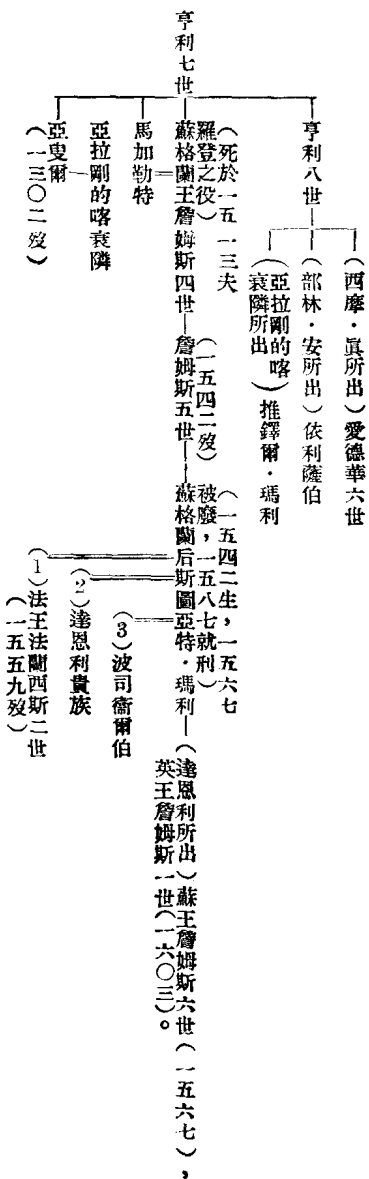 亨利七世
亨利八世
（西摩・眞所出）愛德華六世
（部林・安所出）依利薩伯
（亞拉剛的喀
衰隣所出）推鐸爾・瑪利
（死於一五一三夫
羅登之役）
蘇格蘭王詹姆斯四世
馬加勒特
亞拉剛的喀衰隣
亞叟爾
（一三〇二歿）
（一五四二歿）
詹姆斯五世
（一五四二生，一五六七
被廢，一五八七就刑）
蘇格蘭后斯圖亞特・瑪利
（3）波司衞爾伯
（2）達恩利貴族
（1）法王法蘭西斯二世
（一五五九歿）
（達恩利所出）蘇王詹姆斯六世（一五六七），
英王詹姆斯一世（一六〇三）。